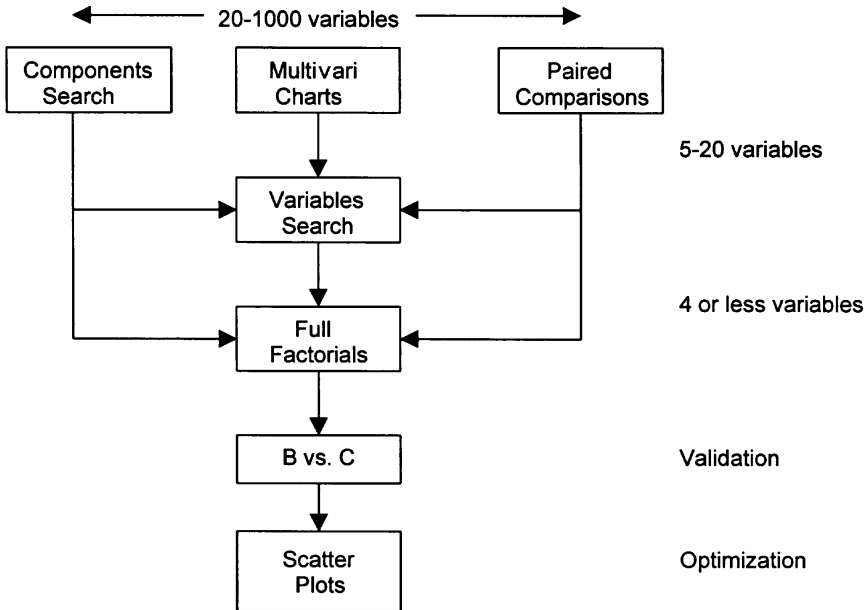 20-1000 variables
Components
Search
Multivari
Charts
Paired
Comparisons
5-20 variables
Variables
Search
4 or less variables
Full
Factorials
B vs. C
Validation
Scatter
Plots
Optimization